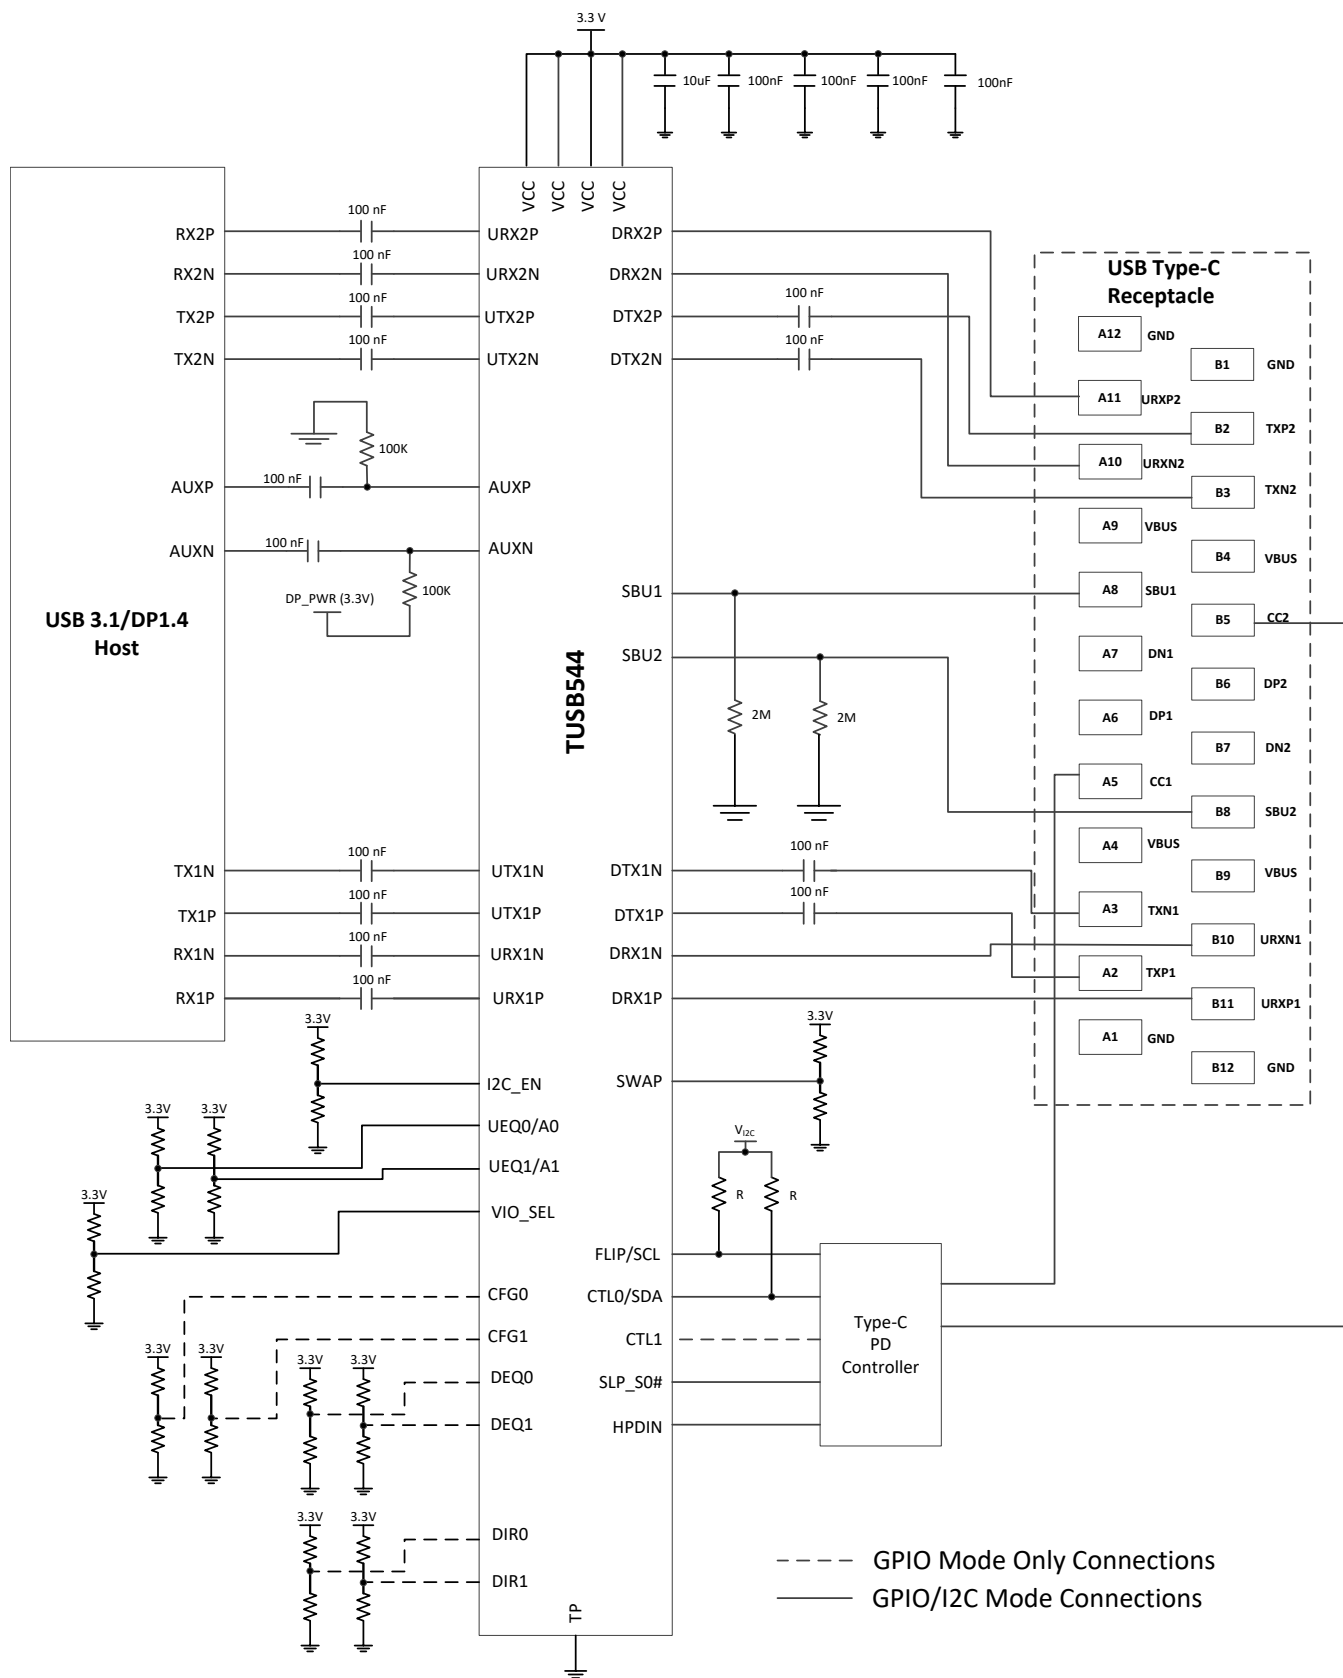 3.3 V
10uF
100nF
100nF
100nF
100nF
VCC
VCC
VCC
VCC
RX2P
100 nF
URX2P
DRX2P
RX2N
100 nF
URX2N
DRX2N
TX2P
100 nF
UTX2P
DTX2P
100 nF
TX2N
100 nF
UTX2N
DTX2N
100 nF
100K
AUXP
100 nF
AUXP
AUXN
100 nF
AUXN
100K
DP_PWR (3.3V)
USB 3.1/DP1.4
Host
TUSB544
SBU1
SBU2
2M
2M
TX1N
100 nF
UTX1N
DTX1N
100 nF
TX1P
100 nF
UTX1P
DTX1P
100 nF
RX1N
100 nF
URX1N
DRX1N
RX1P
100 nF
URX1P
DRX1P
USB Type-C
Receptacle
A12 GND
B1 GND
A11 URXP2
B2 TXP2
A10 URXN2
B3 TXN2
A9 VBUS
B4 VBUS
A8 SBU1
B5 CC2
A7 DN1
B6 DP2
A6 DP1
B7 DN2
A5 CC1
B8 SBU2
A4 VBUS
B9 VBUS
A3 TXN1
B10 URXN1
A2 TXP1
B11 URXP1
A1 GND
B12 GND
3.3V
I2C_EN
3.3V
SWAP
3.3V
3.3V
UEQ0/A0
UEQ1/A1
3.3V
VIO_SEL
VI2C
R
R
FLIP/SCL
CTL0/SDA
CTL1
SLP_S0#
HPDIN
Type-C
PD
Controller
CFG0
CFG1
3.3V
3.3V
3.3V
3.3V
DEQ0
DEQ1
3.3V
3.3V
DIR0
DIR1
TP
GPIO Mode Only Connections
GPIO/I2C Mode Connections